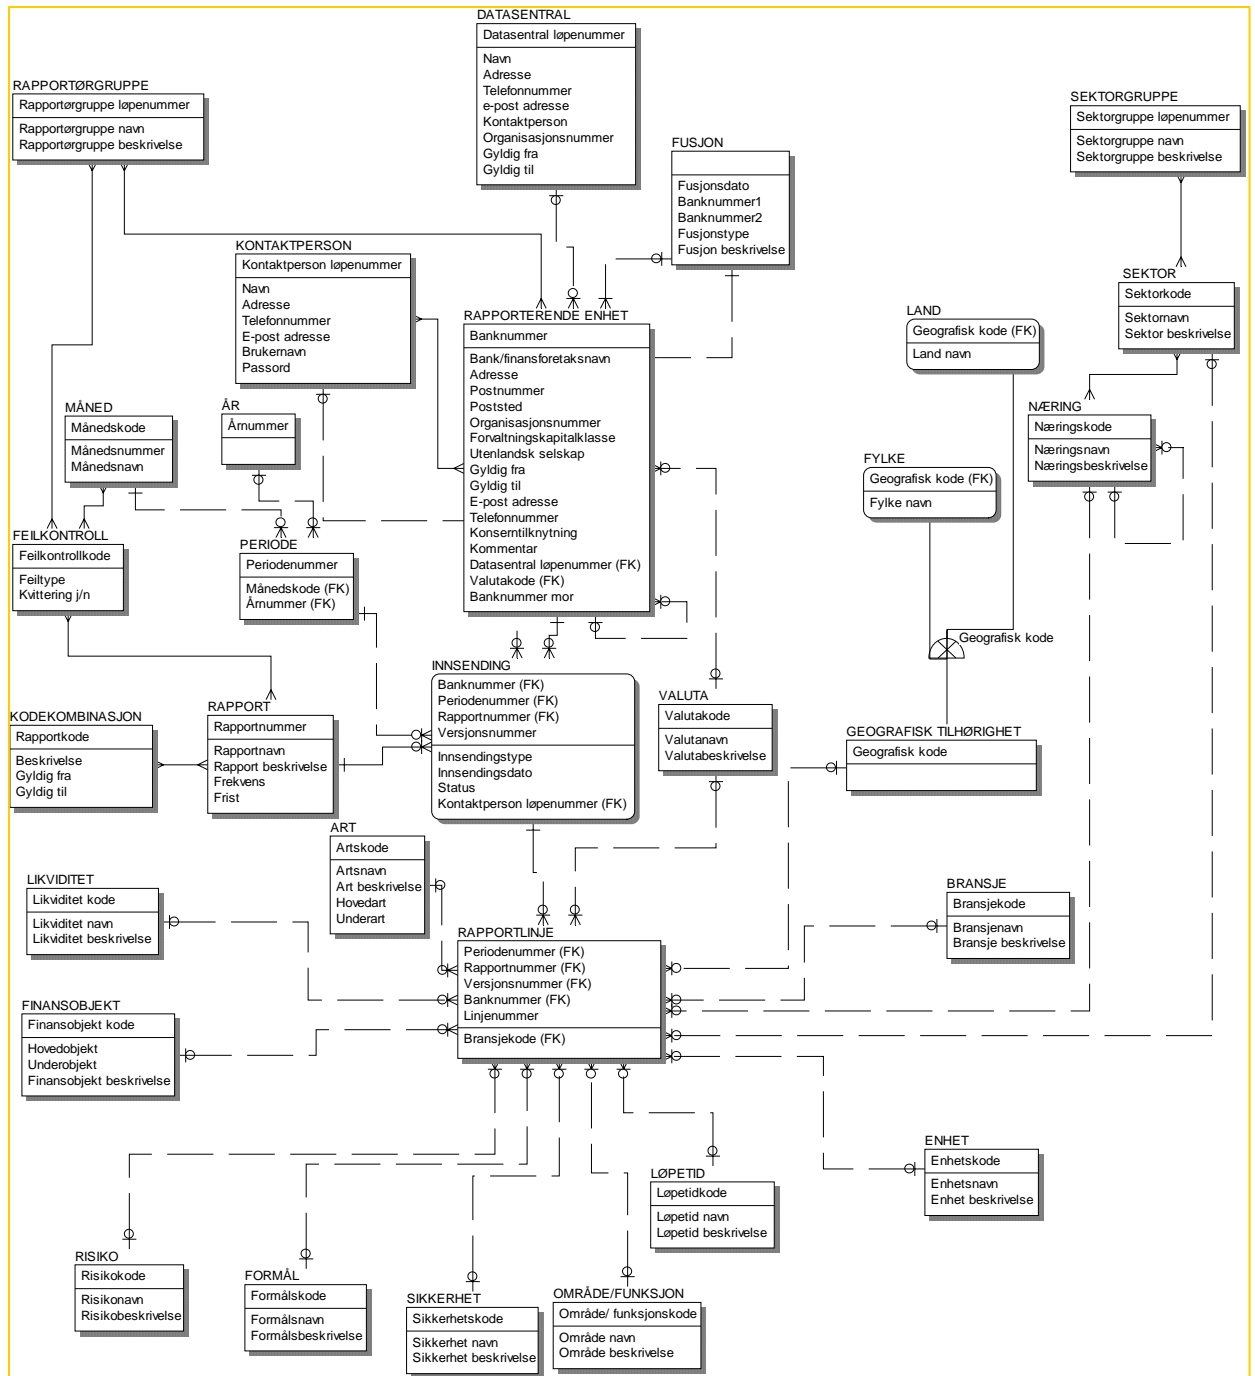 DATASENTRAL
Datasentral løpenummer
Navn
Adresse
Telefonnummer
e-post adresse
Kontaktperson
Organisasjonsnummer
Gyldig fra
Gyldig til
RAPPORTØRGRUPPE
Rapportørgruppe løpenummer
Rapportørgruppe navn
Rapportørgruppe beskrivelse
SEKTORGRUPPE
Sektorgruppe løpenummer
Sektorgruppe navn
Sektorgruppe beskrivelse
FUSJON
Fusjonsdato
Banknummer1
Banknummer2
Fusjonstype
Fusjon beskrivelse
KONTAKTPERSON
Kontaktperson løpenummer
Navn
Adresse
Telefonnummer
E-post adresse
Brukernavn
Passord
SEKTOR
Sektorkode
Sektornavn
Sektor beskrivelse
LAND
Geografisk kode (FK)
Land navn
RAPPORTERENDE ENHET
Banknummer
Bank/finansforetaksnavn
Adresse
Postnummer
Poststed
Organisasjonsnummer
Forvaltningskapitalklasse
Utenlandsk selskap
Gyldig fra
Gyldig til
E-post adresse
Telefonnummer
Konserntilknytning
Kommentar
Datasentral løpenummer (FK)
Valutakode (FK)
Banknummer mor
MÅNED
Månedskode
Månedsnummer
Månedsnavn
ÅR
Årnummer
NÆRING
Næringskode
Næringsnavn
Næringsbeskrivelse
FYLKE
Geografisk kode (FK)
Fylke navn
FEILKONTROLL
Feilkontrollkode
Feiltype
Kvittering j/n
PERIODE
Periodenummer
Månedskode (FK)
Årnummer (FK)
Geografisk kode
INNSENDING
Banknummer (FK)
Periodenummer (FK)
Rapportnummer (FK)
Versjonsnummer
Innsendingstype
Innsendingsdato
Status
Kontaktperson løpenummer (FK)
VALUTA
Valutakode
Valutanavn
Valutabeskrivelse
KODEKOMBINASJON
Rapportkode
Beskrivelse
Gyldig fra
Gyldig til
RAPPORT
Rapportnummer
Rapportnavn
Rapport beskrivelse
Frekvens
Frist
GEOGRAFISK TILHØRIGHET
Geografisk kode
ART
Artskode
Artsnavn
Art beskrivelse
Hovedart
Underart
LIKVIDITET
Likviditet kode
Likviditet navn
Likviditet beskrivelse
BRANSJE
Bransjekode
Bransjenavn
Bransje beskrivelse
RAPPORTLINJE
Periodenummer (FK)
Rapportnummer (FK)
Versjonsnummer (FK)
Banknummer (FK)
Linjenummer
Bransjekode (FK)
FINANSOBJEKT
Finansobjekt kode
Hovedobjekt
Underobjekt
Finansobjekt beskrivelse
ENHET
Enhetskode
Enhetsnavn
Enhet beskrivelse
LØPETID
Løpetidkode
Løpetid navn
Løpetid beskrivelse
RISIKO
Risikokode
Risikonavn
Risikobeskrivelse
FORMÅL
Formålskode
Formålsnavn
Formålsbeskrivelse
SIKKERHET
Sikkerhetskode
Sikkerhet navn
Sikkerhet beskrivelse
OMRÅDE/FUNKSJON
Område/ funksjonskode
Område navn
Område beskrivelse